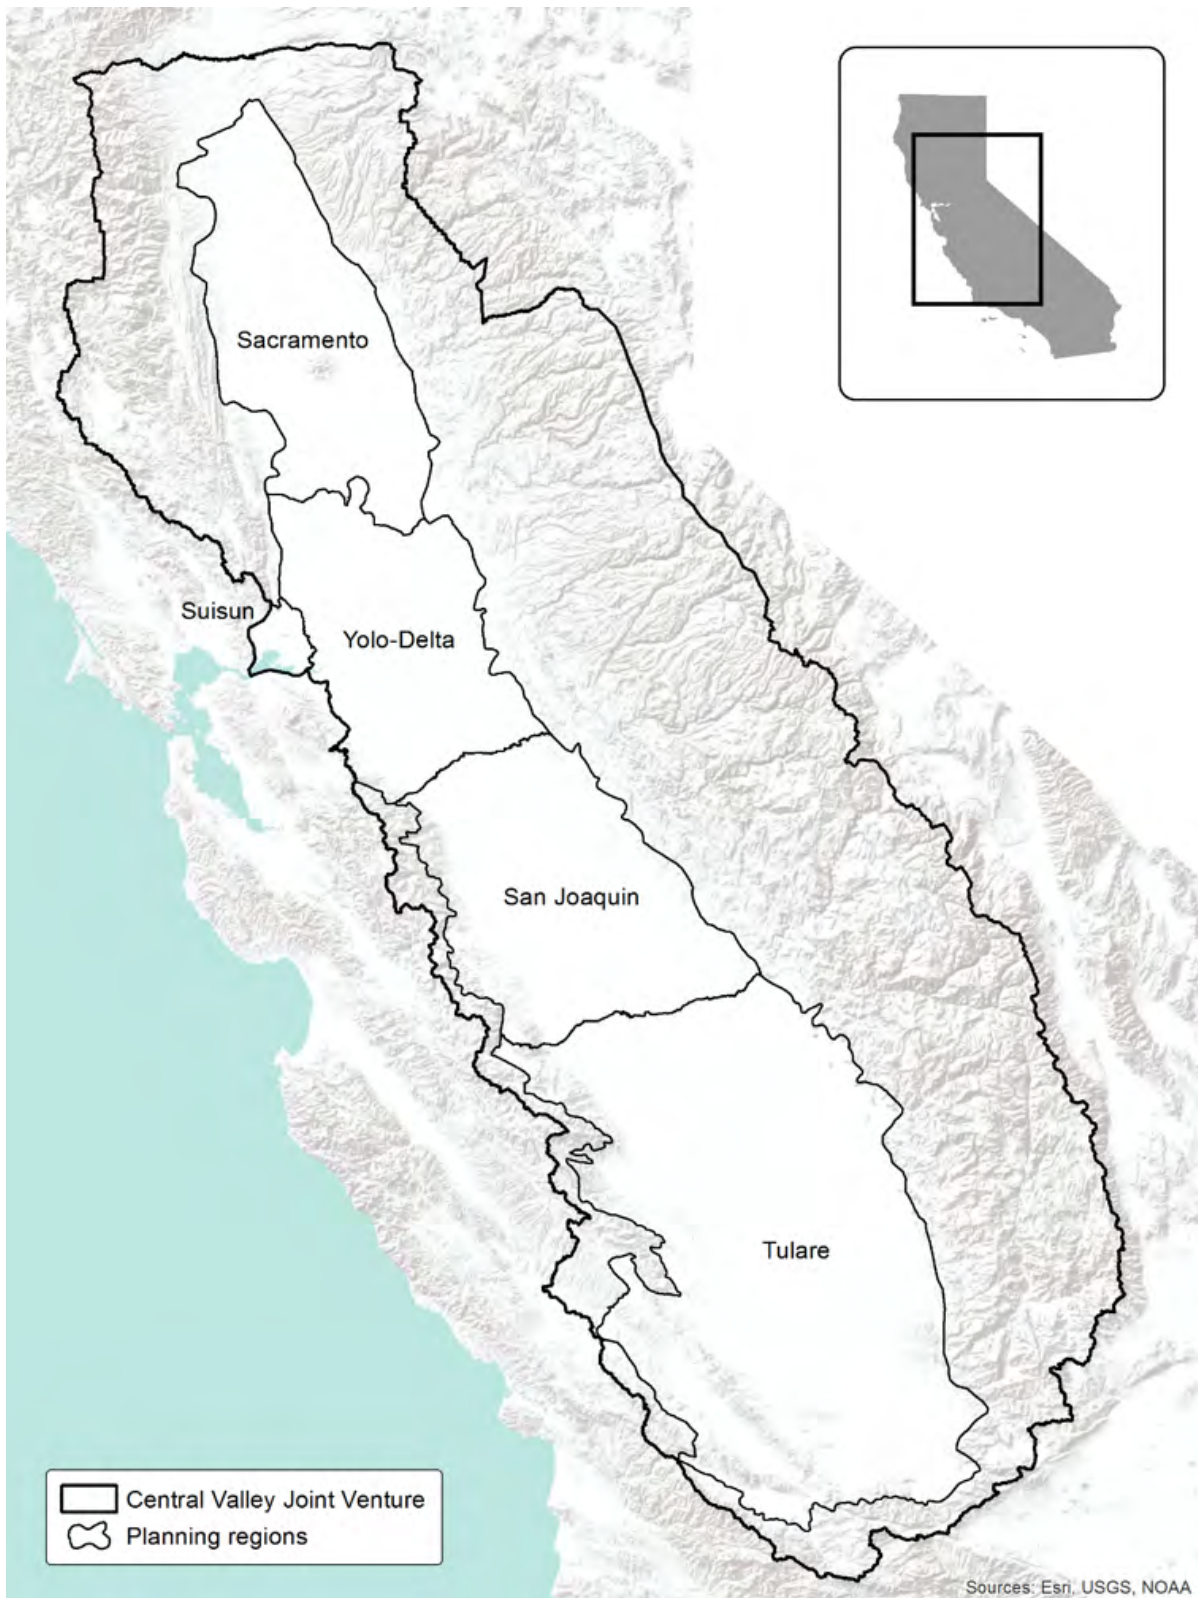 Sacramento
Suisun
Yolo-Delta
San Joaquin
Tulare
Central Valley Joint Venture
Planning regions
Sources: Esri, USGS, NOAA